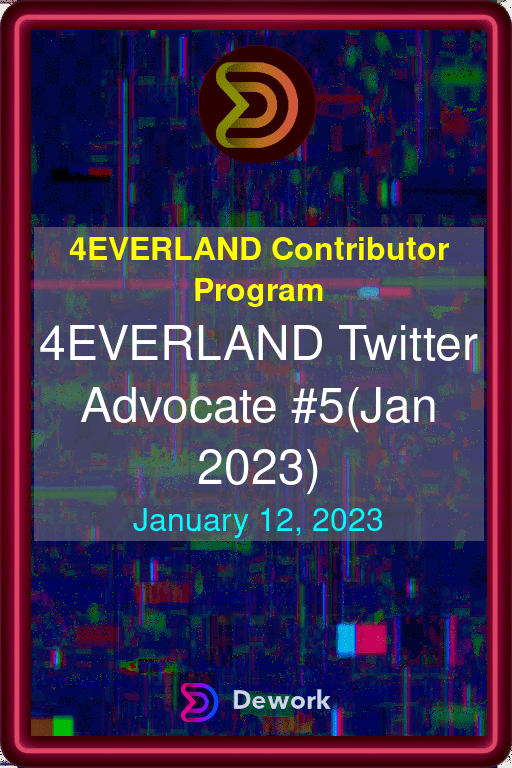 4EVERLAND Contributor
Program
4EVERLAND Twitter
Advocate #5(Jan
2023)
January 12, 2023
Dework